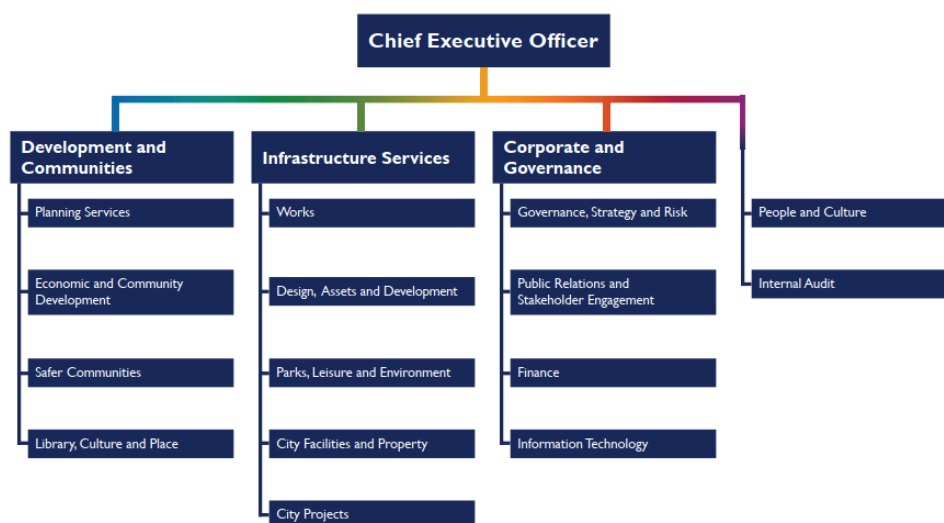 Chief Executive Officer
Development and
Communities
Planning Services
Economic and Community
Development
Safer Communities
Library, Culture and Place
Infrastructure Services
Works
Design, Assets and Development
Parks, Leisure and Environment
City Facilities and Property
City Projects
Corporate and
Governance
Governance, Strategy and Risk
Public Relations and
Stakeholder Engagement
Finance
Information Technology
People and Culture
Internal Audit